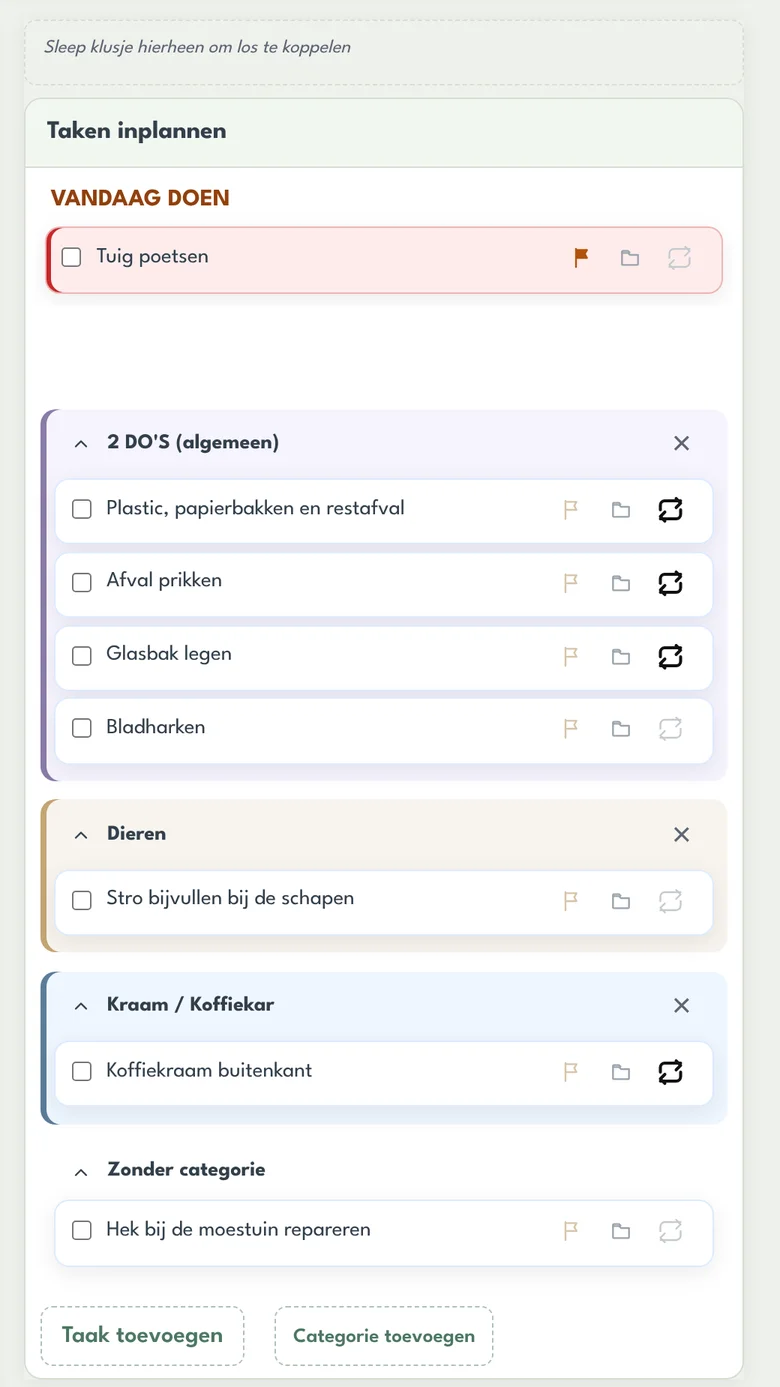 Sleep klusje hierheen om los te koppelen
Taken inplannen
VANDAAG DOEN
Tuig poetsen
2 DO'S (algemeen)
Plastic, papierbakken en restafval
Afval prikken
Glasbak legen
Bladharken
Dieren
Stro bijvullen bij de schapen
Kraam / Koffiekar
Koffiekraam buitenkant
Zonder categorie
Hek bij de moestuin repareren
Taak toevoegen
Categorie toevoegen